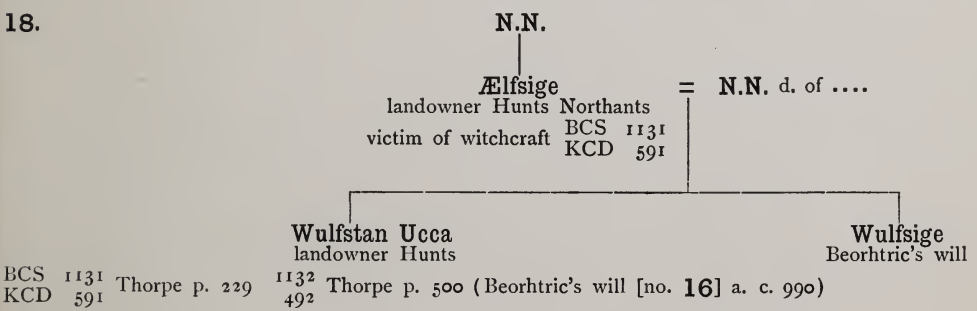 18.
N.N.
Ælfsige = N.N. d. of ....
landowner Hunts Northants
victim of witchcraft BCS 1131
KCD 591
Wulfstan Ucca Wulfsige
landowner Hunts Beorhtric's will
BCS 1131 Thorpe p. 229 1132 Thorpe p. 500 (Beorhtric's will [no. 16] a. c. 990)
KCD 591 492